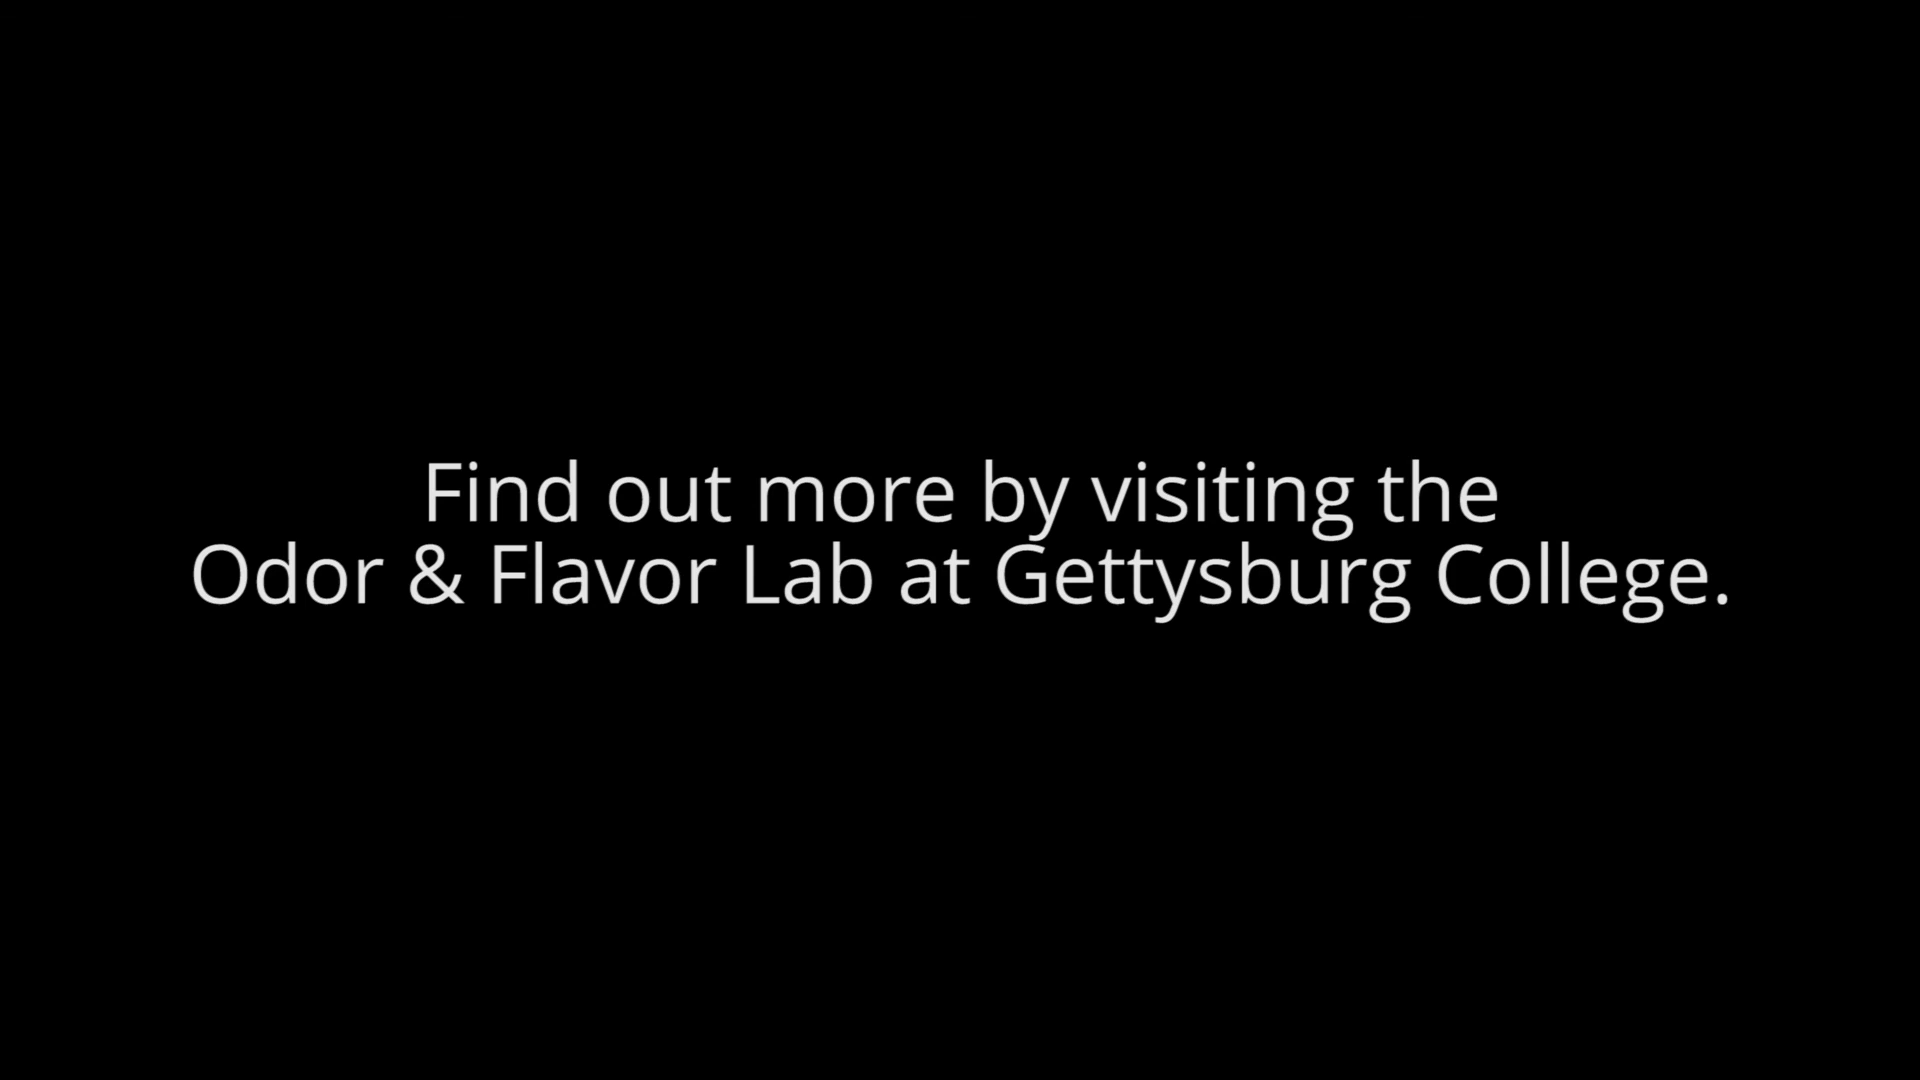 Find out more by visiting the
Odor & Flavor Lab at Gettysburg College.